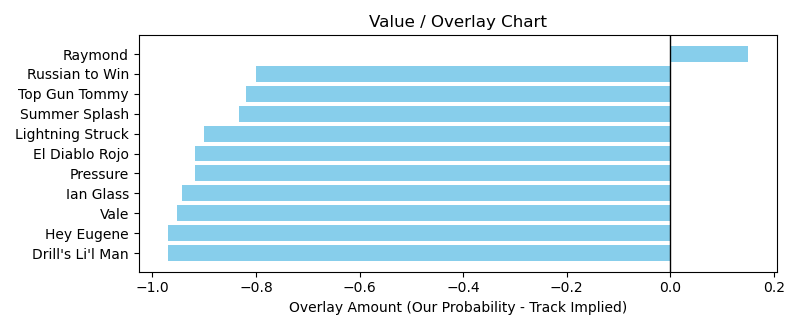 Value / Overlay Chart
Raymond
Russian to Win
Top Gun Tommy
Summer Splash
Lightning Struck
El Diablo Rojo
Pressure
Ian Glass
Vale
Hey Eugene
Drill's Li'l Man
−1.0 −0.8 −0.6 −0.4 −0.2 0.0 0.2
Overlay Amount (Our Probability - Track Implied)